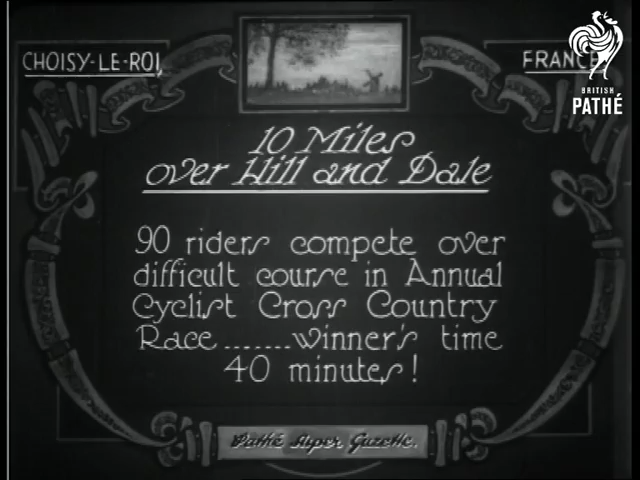 CHOISY-LE-ROI,
FRANCE
BRITISH
PATHÉ
10 Miles
over Hill and Dale
90 riders compete over
difficult course in Annual
Cyclist Cross Country
Race.......winner's time
40 minutes!
Pathé Super Gazette.